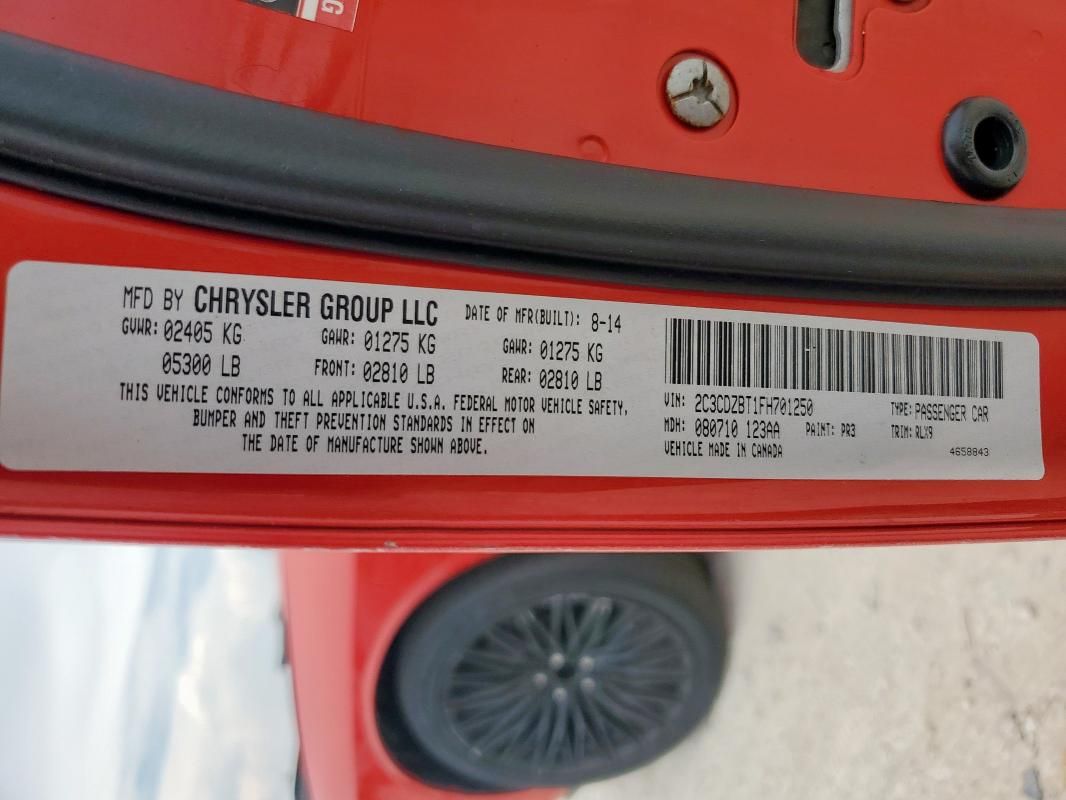 G
MFD BY CHRYSLER GROUP LLC DATE OF MFR(BUILT): 8-14
GVWR: 02405 KG GAWR: 01275 KG GAWR: 01275 KG
05300 LB FRONT: 02810 LB REAR: 02810 LB
THIS VEHICLE CONFORMS TO ALL APPLICABLE U.S.A. FEDERAL MOTOR VEHICLE SAFETY,
BUMPER AND THEFT PREVENTION STANDARDS IN EFFECT ON
THE DATE OF MANUFACTURE SHOWN ABOVE.
VIN: 2C3CDZBT1FH701250 TYPE: PASSENGER CAR
MDH: 080710 123AA PAINT: PR3 TRIM: RLX9
VEHICLE MADE IN CANADA 4658843